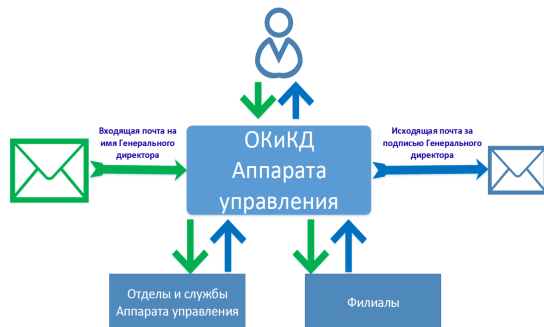 Входящая почта на
имя Генерального
директора
ОКиКД
Аппарата
управления
Исходящая почта за
подписью Генерального
директора
Отделы и службы
Аппарата управления
Филиалы